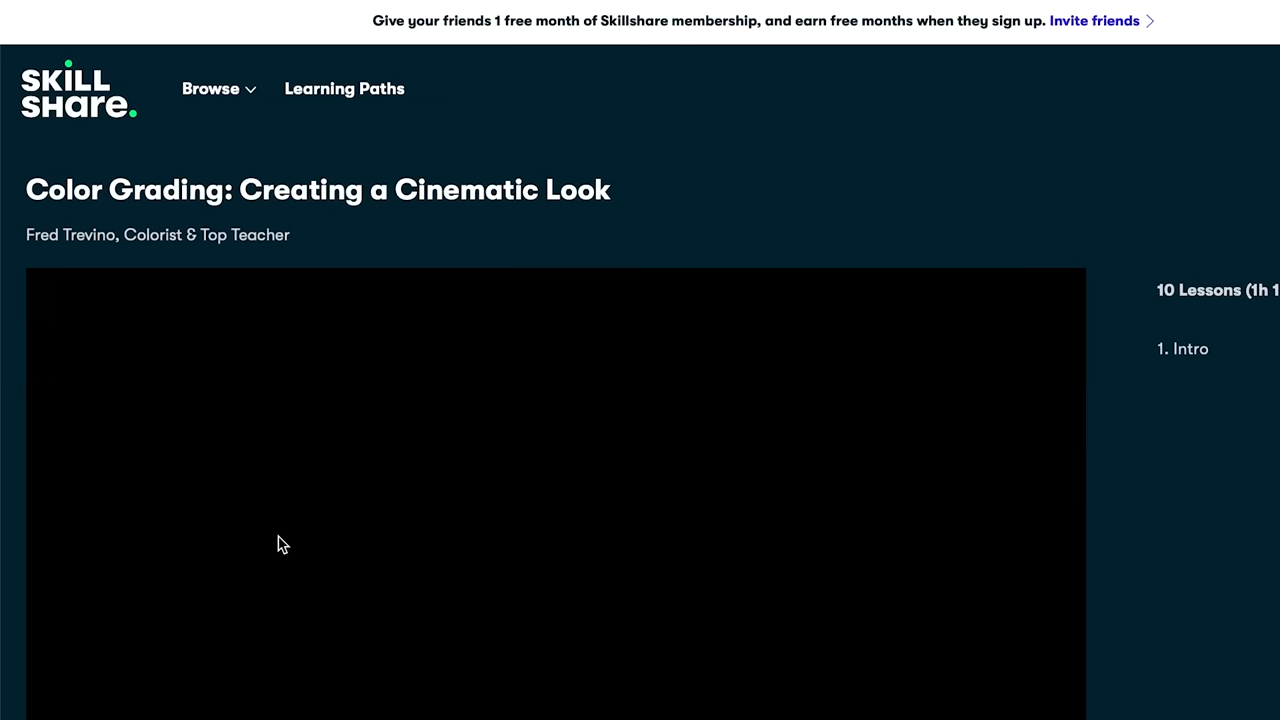 Give your friends 1 free month of Skillshare membership, and earn free months when they sign up. Invite friends
SKiLL
SHare.
Browse
Learning Paths
Color Grading: Creating a Cinematic Look
Fred Trevino, Colorist & Top Teacher
10 Lessons (1h 1
1. Intro